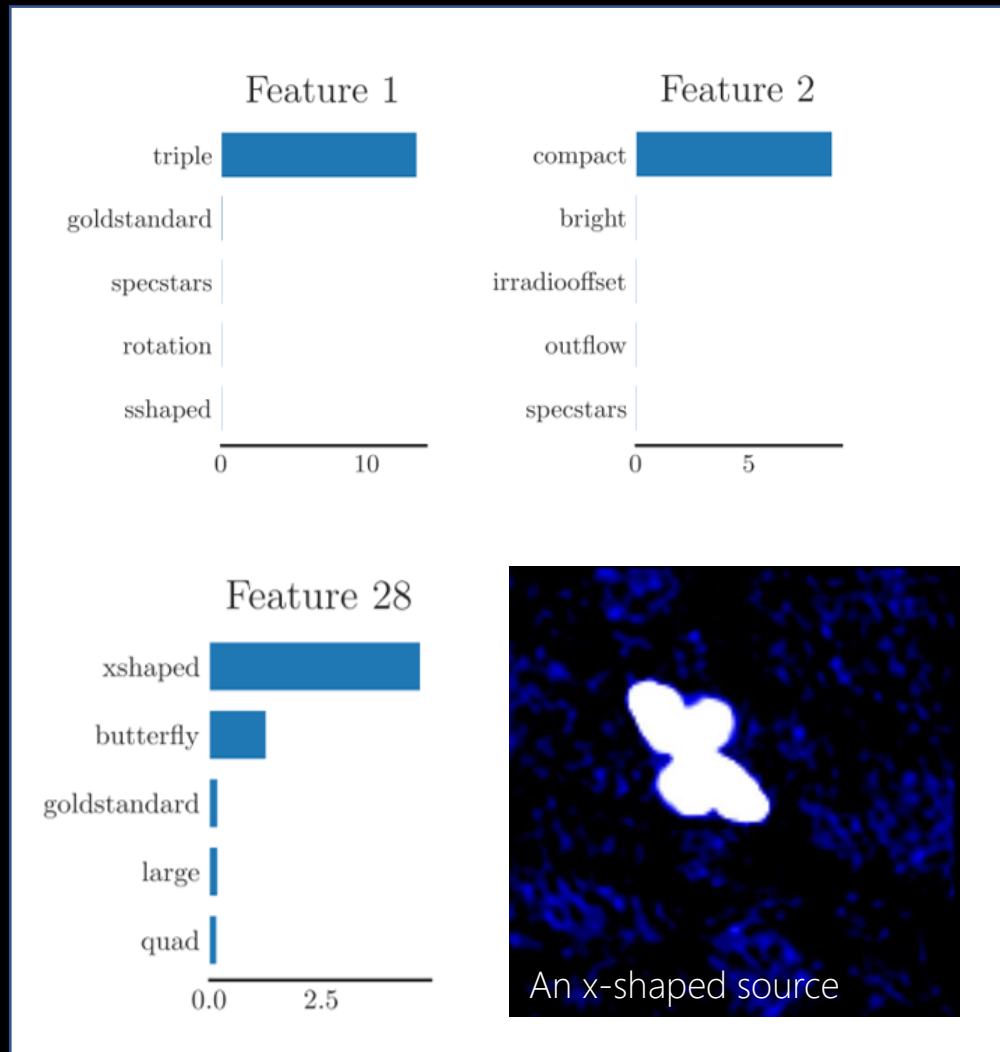 Feature 1
triple
goldstandard
specstars
rotation
sshaped
0 10
Feature 2
compact
bright
irradiooffset
outflow
specstars
0 5
Feature 28
xshaped
butterfly
goldstandard
large
quad
0.0 2.5
An x-shaped source